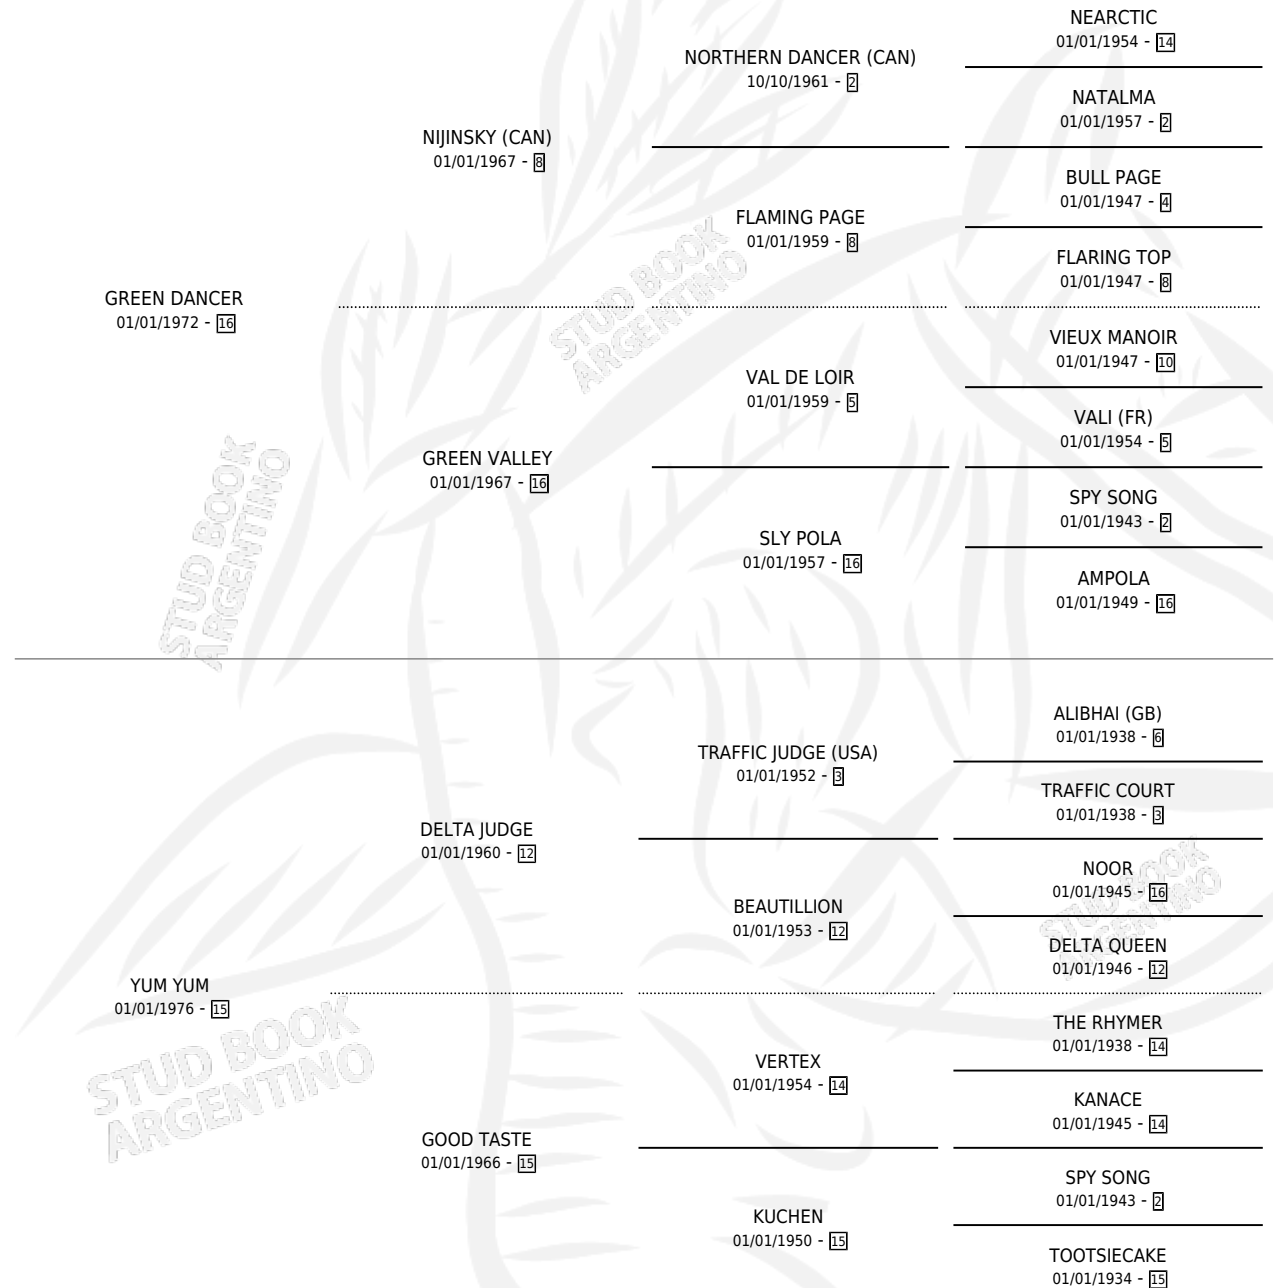 NEARCTIC
01/01/1954 - 14
NORTHERN DANCER (CAN)
10/10/1961 - 2
NATALMA
01/01/1957 - 2
NIJINSKY (CAN)
01/01/1967 - 8
BULL PAGE
01/01/1947 - 4
FLAMING PAGE
01/01/1959 - 8
FLARING TOP
01/01/1947 - 8
GREEN DANCER
01/01/1972 - 16
VIEUX MANOIR
01/01/1947 - 10
VAL DE LOIR
01/01/1959 - 5
VALI (FR)
01/01/1954 - 5
GREEN VALLEY
01/01/1967 - 16
SPY SONG
01/01/1943 - 2
SLY POLA
01/01/1957 - 16
AMPOLA
01/01/1949 - 16
STUD BOOK
ARGENTINO
STUD BOOK
ARGENTINO
ALIBHAI (GB)
01/01/1938 - 6
TRAFFIC JUDGE (USA)
01/01/1952 - 3
TRAFFIC COURT
01/01/1938 - 3
DELTA JUDGE
01/01/1960 - 12
NOOR
01/01/1945 - 16
BEAUTILLION
01/01/1953 - 12
DELTA QUEEN
01/01/1946 - 12
STUD BOOK
ARGENTINO
YUM YUM
01/01/1976 - 15
THE RHYMER
01/01/1938 - 14
VERTEX
01/01/1954 - 14
KANACE
01/01/1945 - 14
GOOD TASTE
01/01/1966 - 15
SPY SONG
01/01/1943 - 2
KUCHEN
01/01/1950 - 15
TOOTSIECAKE
01/01/1934 - 15
STUD BOOK
ARGENTINO